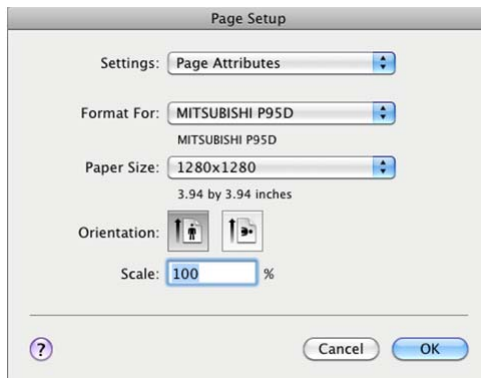 Page Setup
Settings: Page Attributes
Format For: MITSUBISHI P95D
MITSUBISHI P95D
Paper Size: 1280x1280
3.94 by 3.94 inches
Orientation:
Scale: 100 %
? Cancel OK